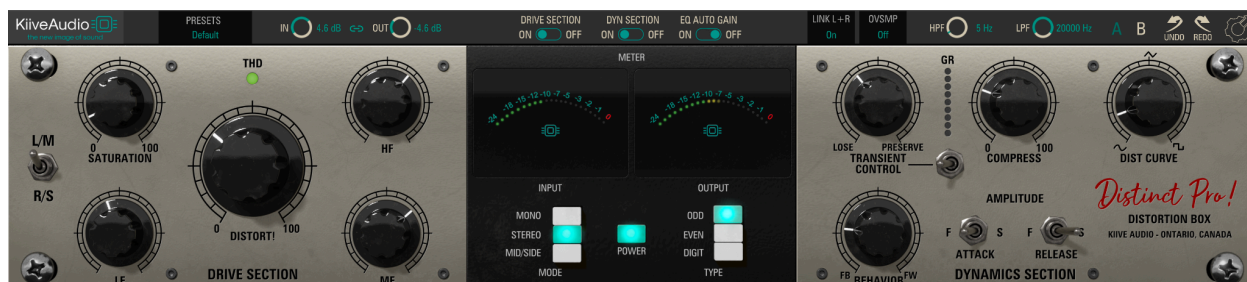 KiiveAudio
the new image of sound
PRESETS
Default
IN 4.6 dB OUT -4.6 dB
DRIVE SECTION
ON OFF
DYN SECTION
ON OFF
EQ AUTO GAIN
ON OFF
LINK L+R
On
OVSMP
Off
HPF 5 Hz
LPF 20000 Hz
A B
UNDO REDO
THD
L/M
R/S
0 100
SATURATION
HF
0 100
DISTORT!
LF
DRIVE SECTION
MF
METER
-24 -18 -15 -12 -10 -7 -5 -3 -2 -1 0
-24 -18 -15 -12 -10 -7 -5 -3 -2 -1 0
INPUT
OUTPUT
MONO
STEREO
MID/SIDE
MODE
POWER
ODD
EVEN
DIGIT
TYPE
GR
LOSE PRESERVE
TRANSIENT
CONTROL
0 100
COMPRESS
DIST CURVE
Distinct Pro!
DISTORTION BOX
KIIVE AUDIO - ONTARIO, CANADA
AMPLITUDE
F S
ATTACK
F S
RELEASE
FB FW
BEHAVIOR
DYNAMICS SECTION